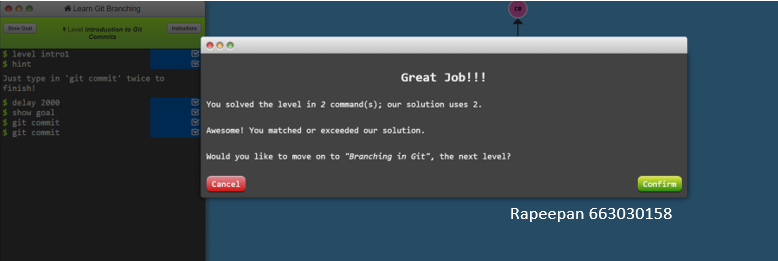 Learn Git Branching
Show Goal
Level Introduction to Git Commits
Instructions
$ level intro1
$ hint
Just type in 'git commit' twice to
finish!
$ delay 2000
$ show goal
$ git commit
$ git commit
C0
Great Job!!!
You solved the level in 2 command(s); our solution uses 2.
Awesome! You matched or exceeded our solution.
Would you like to move on to "Branching in Git", the next level?
Cancel
Confirm
Rapeepan 663030158